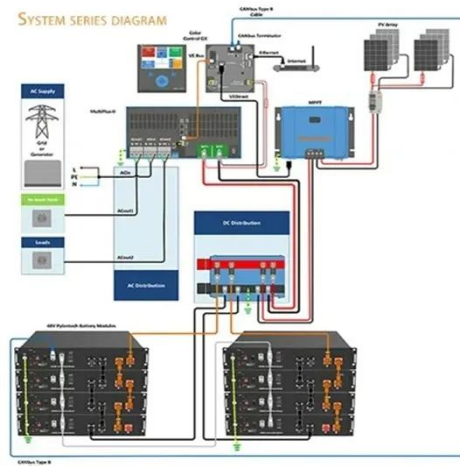 SYSTEM SERIES DIAGRAM
CANbus Type B
Cable
Color
Control GX
CANbus Terminator
PV Array
VE Bus
Ethernet
Internet
AC Supply
VE Direct
MPPT
MultiPlus-II
Grid
or
Generator
L
PE
N
ACin
ACout1
Loads
ACout2
DC Distribution
AC Distribution
48V Pylontech Battery Modules
CANbus Type B